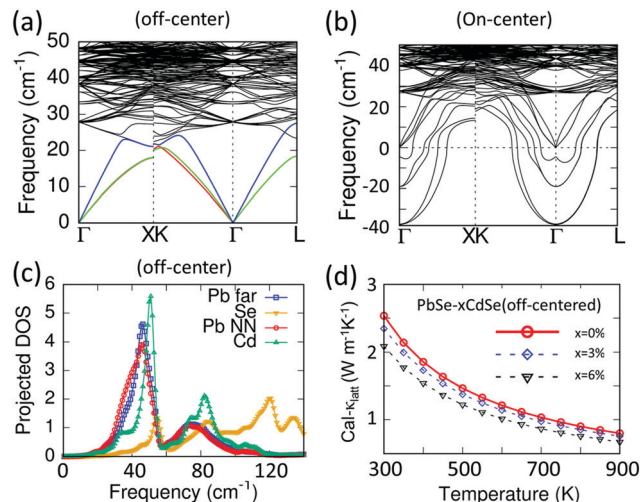 (a) (off-center)
Frequency (cm⁻¹)
50
40
30
20
10
0
Γ XK Γ L
(b) (On-center)
Frequency (cm⁻¹)
40
20
0
-20
-40
Γ XK Γ L
(c) (off-center)
Projected DOS
6
5
4
3
2
1
0
Pb far
Se
Pb NN
Cd
0 40 80 120
Frequency (cm⁻¹)
(d)
Cal-κlatt (W m⁻¹K⁻¹)
2
2
1
1
PbSe-xCdSe(off-centered)
x=0%
x=3%
x=6%
300 500 700 900
Temperature (K)